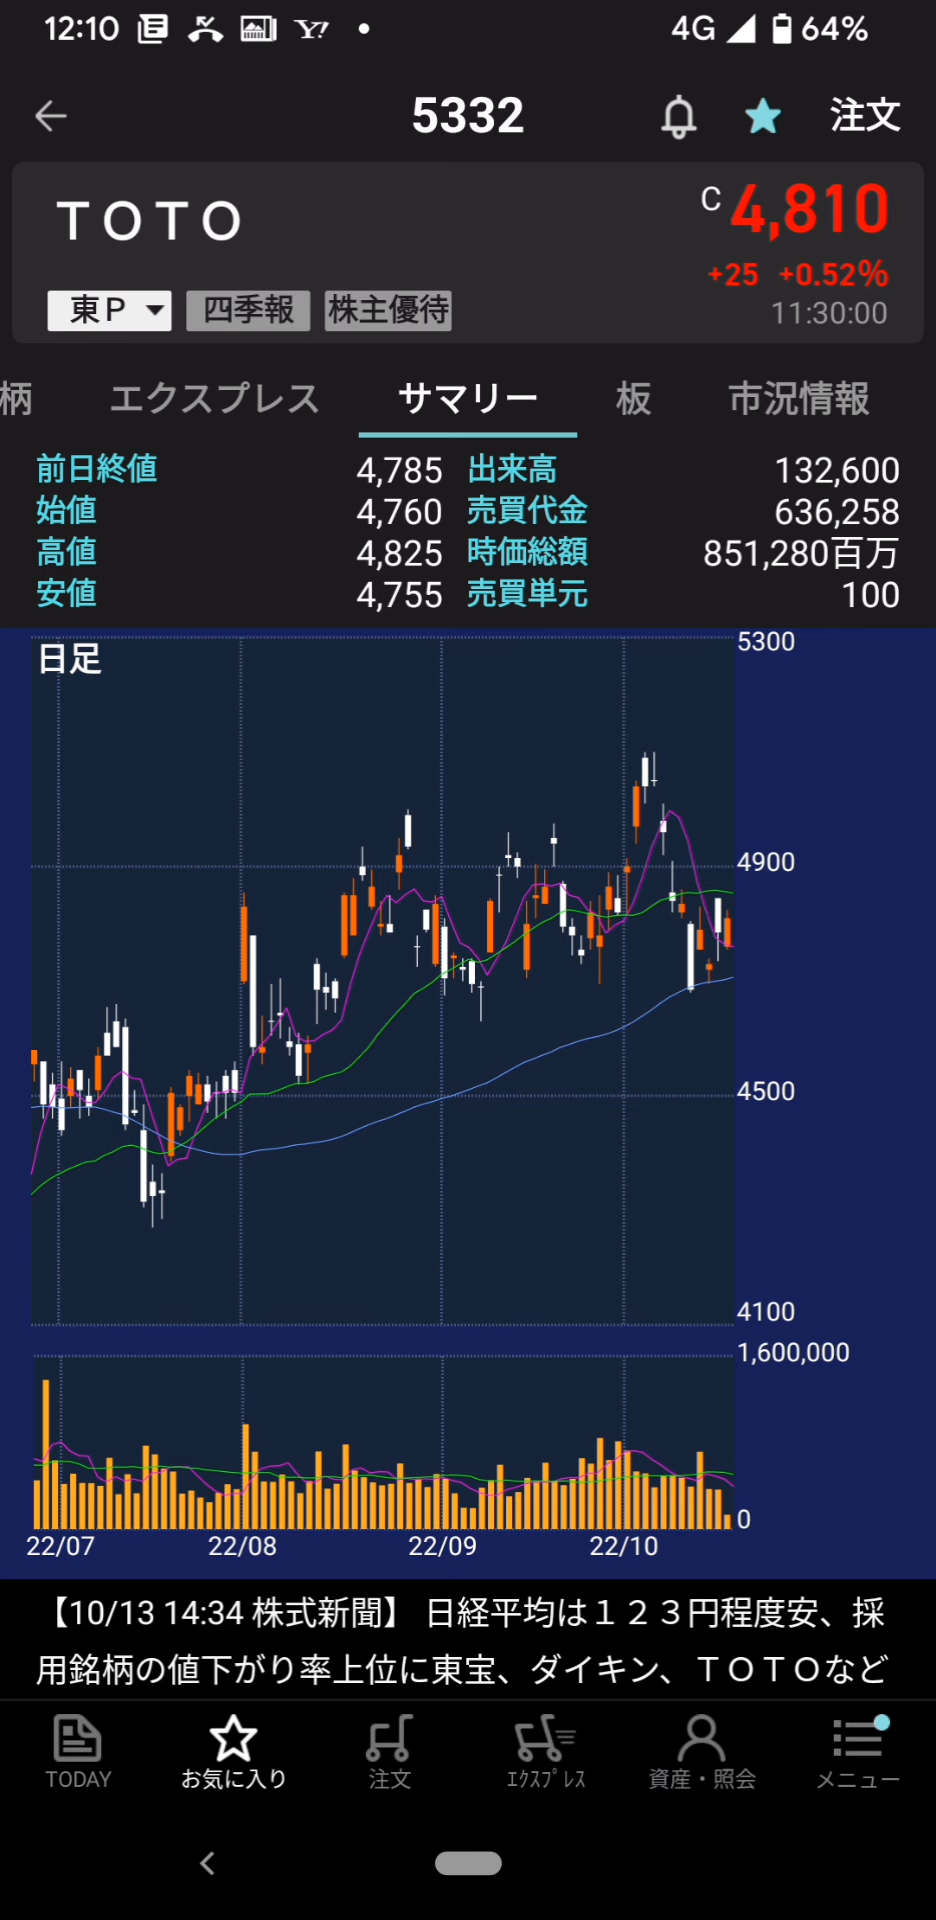 12:10 Y! 4G 64%
5332 注文
ＴＯＴＯ C 4,810
+25 +0.52%
東Ｐ 四季報 株主優待 11:30:00
柄 エクスプレス サマリー 板 市況情報
前日終値 4,785 出来高 132,600
始値 4,760 売買代金 636,258
高値 4,825 時価総額 851,280百万
安値 4,755 売買単元 100
日足 5300
4900
4500
4100
1,600,000
0
22/07 22/08 22/09 22/10
【10/13 14:34 株式新聞】 日経平均は１２３円程度安、採
用銘柄の値下がり率上位に東宝、ダイキン、ＴＯＴＯなど
TODAY お気に入り 注文 ｴｸｽﾌﾟﾚｽ 資産・照会 メニュー